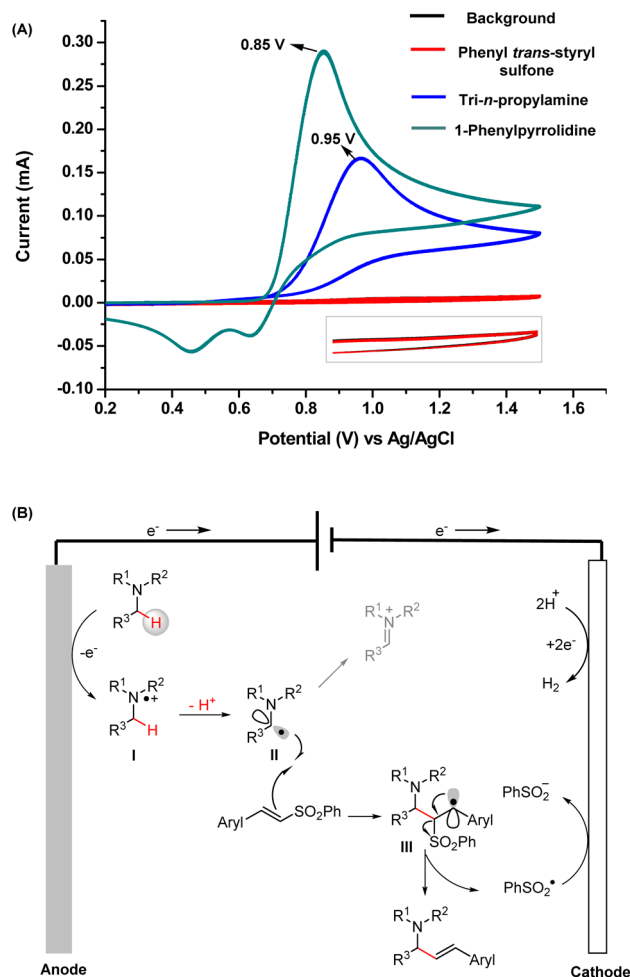 (A)
Background
Phenyl trans-styryl
sulfone
Tri-n-propylamine
1-Phenylpyrrolidine
0.85 V
0.95 V
Current (mA)
0.30
0.25
0.20
0.15
0.10
0.05
0.00
-0.05
-0.10
0.2 0.4 0.6 0.8 1.0 1.2 1.4 1.6
Potential (V) vs Ag/AgCl
(B)
e⁻ e⁻
R¹ R²
N
R³ H
-e⁻
R¹ R²
N •+
R³ H
I
- H⁺
R¹ R²
N
R³ •
II
R¹ + R²
N
R³
2H⁺
+2e⁻
H₂
Aryl SO₂Ph
R¹ R²
N
R³ • Aryl
SO₂Ph
III
PhSO₂⁻
PhSO₂•
R¹ R²
N
R³ Aryl
Anode
Cathode